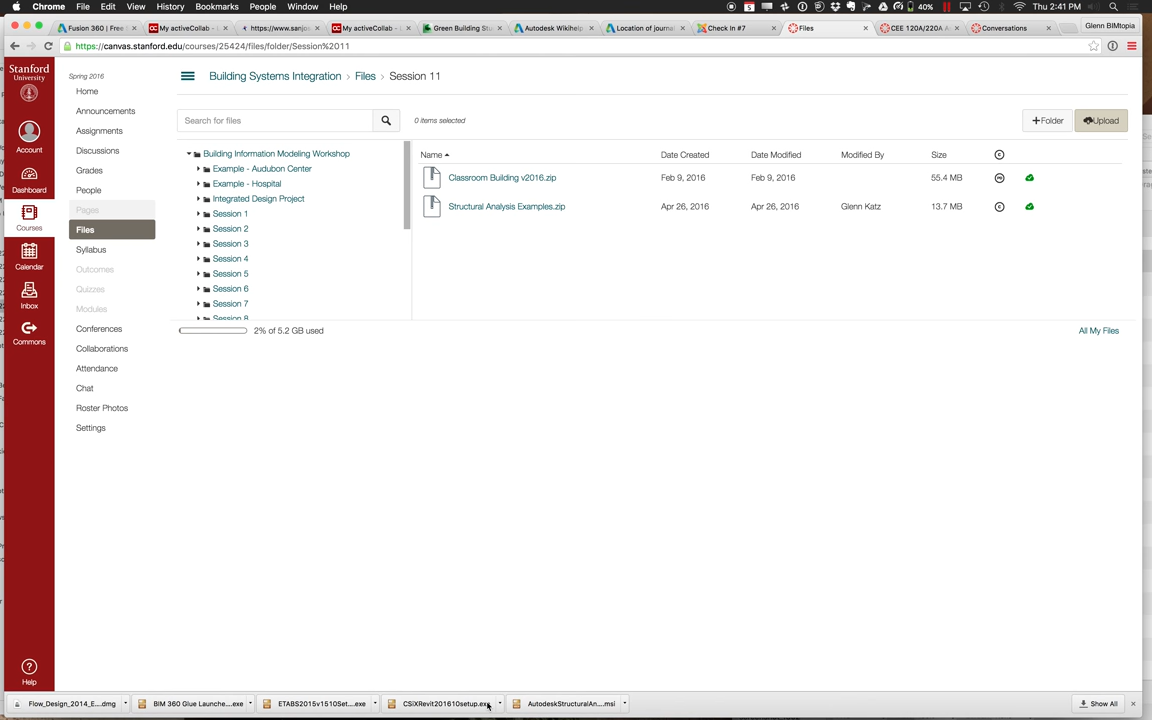 Chrome File Edit View History Bookmarks People Window Help 40% Thu 2:41 PM
Fusion 360 | Free My activeCollab - My activeCollab - Green Building Stu Autodesk Wikihelp Location of journal Check In #7 Files CEE 120A/220A A Conversations Glenn BIMtopia
https://canvas.stanford.edu/courses/25424/files/folder/Session%2011
Stanford University
Account
Dashboard
Courses
Calendar
Inbox
Commons
Help
Spring 2016
Home
Announcements
Assignments
Discussions
Grades
People
Pages
Files
Syllabus
Outcomes
Quizzes
Modules
Conferences
Collaborations
Attendance
Chat
Roster Photos
Settings
Building Systems Integration › Files › Session 11
Search for files
0 items selected
+Folder
Upload
Building Information Modeling Workshop
Example - Audubon Center
Example - Hospital
Integrated Design Project
Session 1
Session 2
Session 3
Session 4
Session 5
Session 6
Session 7
Session 8
Name Date Created Date Modified Modified By Size
Classroom Building v2016.zip Feb 9, 2016 Feb 9, 2016 55.4 MB
Structural Analysis Examples.zip Apr 26, 2016 Apr 26, 2016 Glenn Katz 13.7 MB
2% of 5.2 GB used
All My Files
Flow_Design_2014_E....dmg BIM 360 Glue Launche....exe ETABS2015v1510Set....exe CSiXRevit201610setup.exe AutodeskStructuralAn....msi Show All